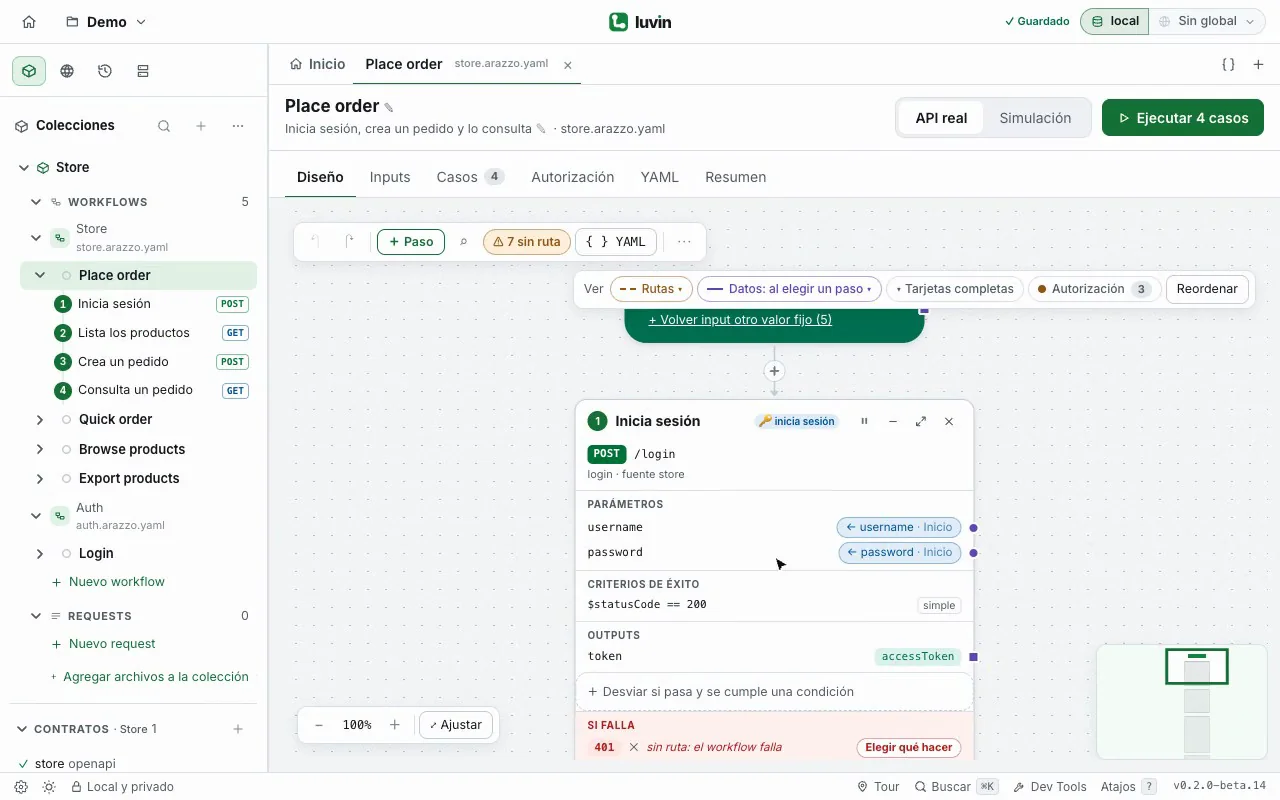 Demo
luvin
Guardado
local
Sin global
Inicio
Place order store.arazzo.yaml
Colecciones
Place order
Inicia sesión, crea un pedido y lo consulta · store.arazzo.yaml
API real
Simulación
Ejecutar 4 casos
Store
WORKFLOWS 5
Store
store.arazzo.yaml
Place order
1 Inicia sesión POST
2 Lista los productos GET
3 Crea un pedido POST
4 Consulta un pedido GET
Quick order
Browse products
Export products
Auth
auth.arazzo.yaml
Login
+ Nuevo workflow
REQUESTS 0
+ Nuevo request
+ Agregar archivos a la colección
CONTRATOS · Store 1
store openapi
Diseño
Inputs
Casos 4
Autorización
YAML
Resumen
+ Paso
7 sin ruta
{ } YAML
Ver
Rutas
Datos: al elegir un paso
Tarjetas completas
Autorización 3
Reordenar
+ Volver input otro valor fijo (5)
1 Inicia sesión
inicia sesión
POST /login
login · fuente store
PARÁMETROS
username ← username · Inicio
password ← password · Inicio
CRITERIOS DE ÉXITO
$statusCode == 200 simple
OUTPUTS
token accessToken
+ Desviar si pasa y se cumple una condición
SI FALLA
401 sin ruta: el workflow falla Elegir qué hacer
− 100% + Ajustar
Local y privado
Tour
Buscar ⌘K
Dev Tools
Atajos ?
v0.2.0-beta.14